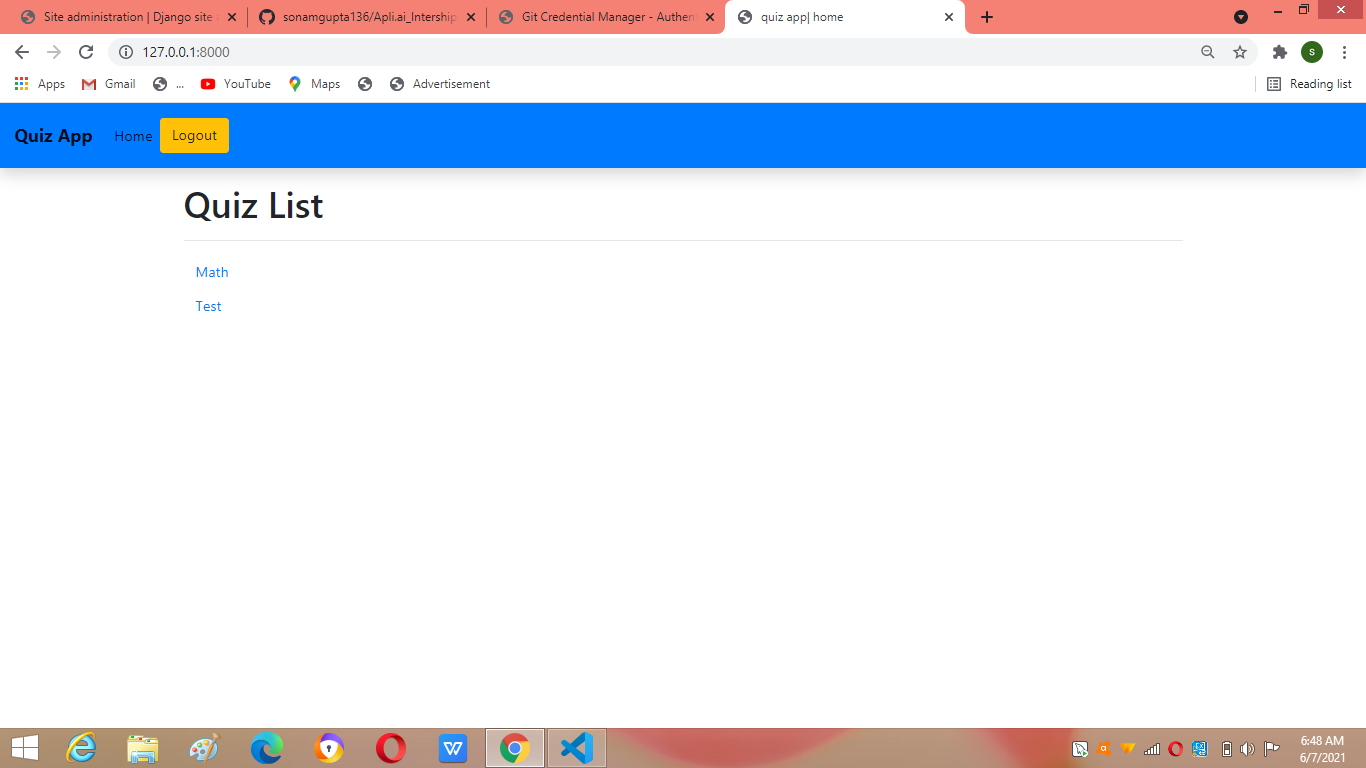 Site administration | Django site
sonamgupta136/Apli.ai_Intership
Git Credential Manager - Authen
quiz app| home
127.0.0.1:8000
S
Apps
Gmail
...
YouTube
Maps
Advertisement
Reading list
Quiz App
Home
Logout
Quiz List
Math
Test
6:48 AM
6/7/2021